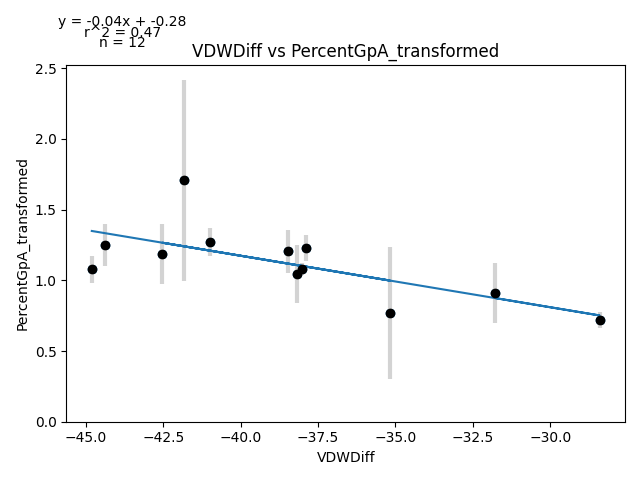 y = -0.04x + -0.28
r^2 = 0.47
n = 12
VDWDiff vs PercentGpA_transformed
2.5
2.0
1.5
1.0
0.5
0.0
PercentGpA_transformed
−45.0 −42.5 −40.0 −37.5 −35.0 −32.5 −30.0
VDWDiff